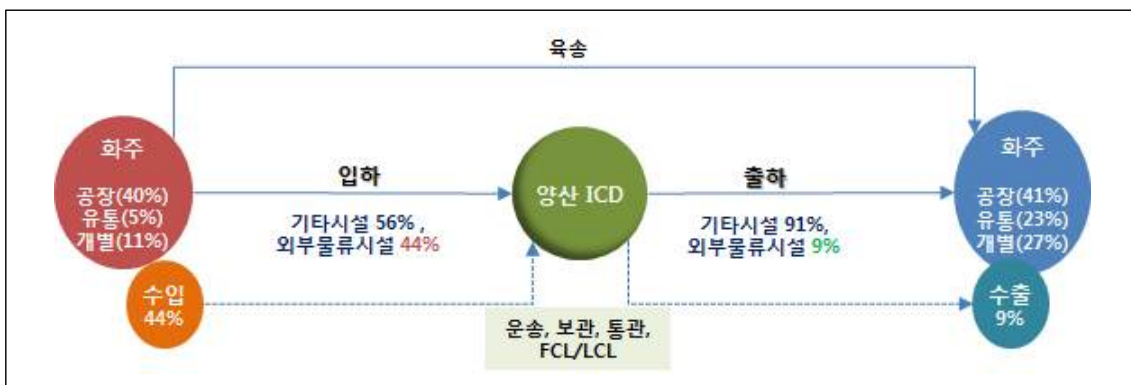 육송
화주
공장(40%)
유통(5%)
개별(11%)
수입
44%
입하
기타시설 56% ,
외부물류시설 44%
양산 ICD
운송, 보관, 통관,
FCL/LCL
출하
기타시설 91%,
외부물류시설 9%
화주
공장(41%)
유통(23%)
개별(27%)
수출
9%